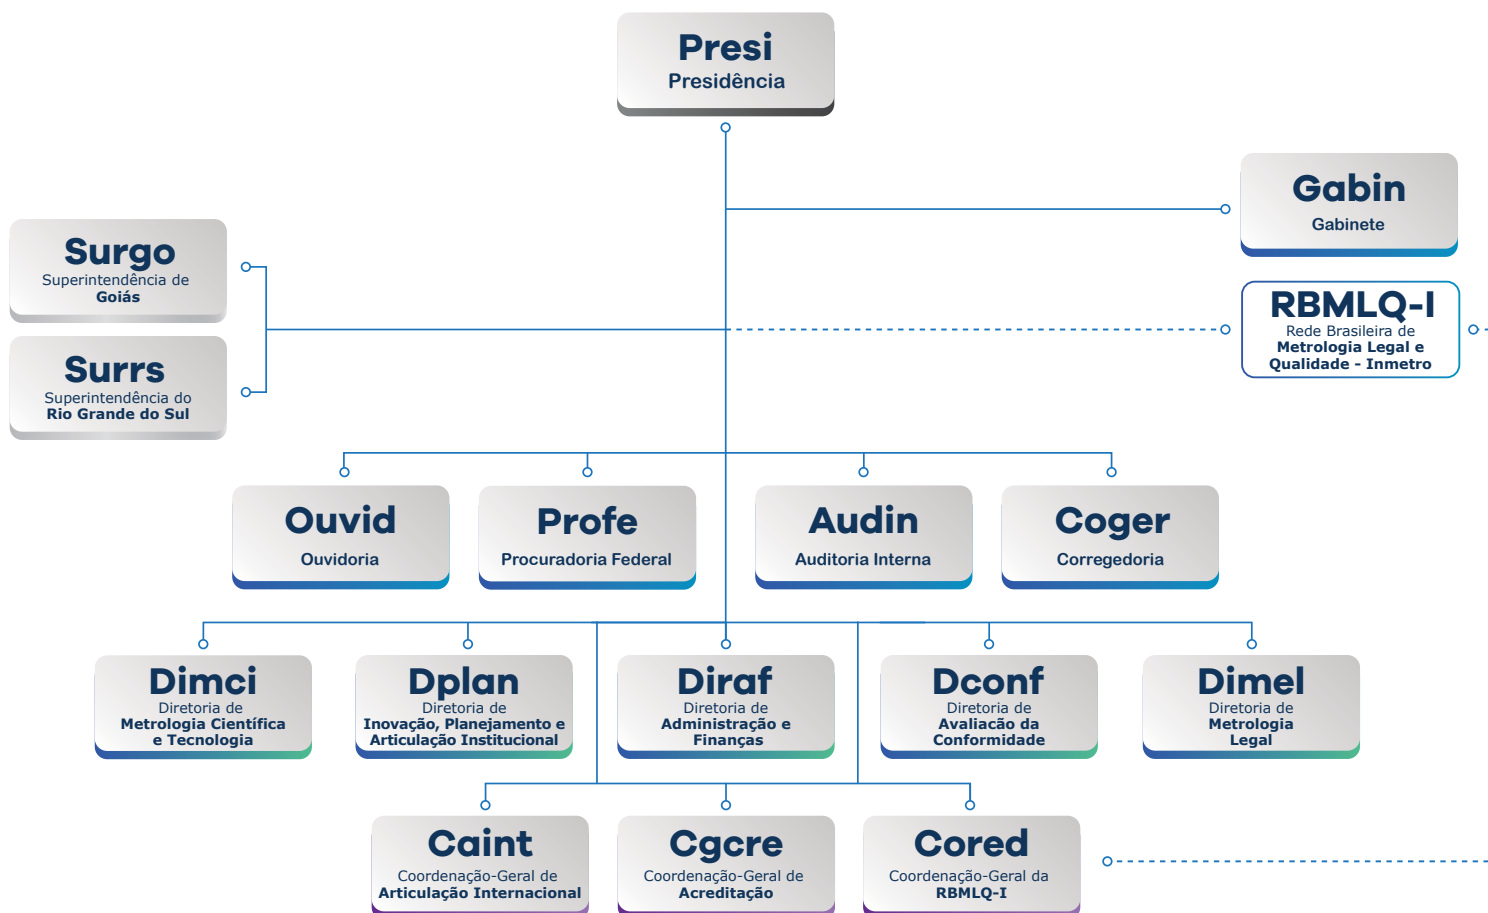 Presi
Presidência
Gabin
Gabinete
Surgo
Superintendência de
Goiás
RBMLQ-I
Rede Brasileira de
Metrologia Legal e
Qualidade - Inmetro
Surrs
Superintendência do
Rio Grande do Sul
Ouvid
Ouvidoria
Profe
Procuradoria Federal
Audin
Auditoria Interna
Coger
Corregedoria
Dimci
Diretoria de
Metrologia Científica
e Tecnologia
Dplan
Diretoria de
Inovação, Planejamento e
Articulação Institucional
Diraf
Diretoria de
Administração e
Finanças
Dconf
Diretoria de
Avaliacão da
Conformidade
Dimel
Diretoria de
Metrologia
Legal
Caint
Coordenação-Geral de
Articulação Internacional
Cgcre
Coordenação-Geral de
Acreditação
Cored
Coordenação-Geral da
RBMLQ-I